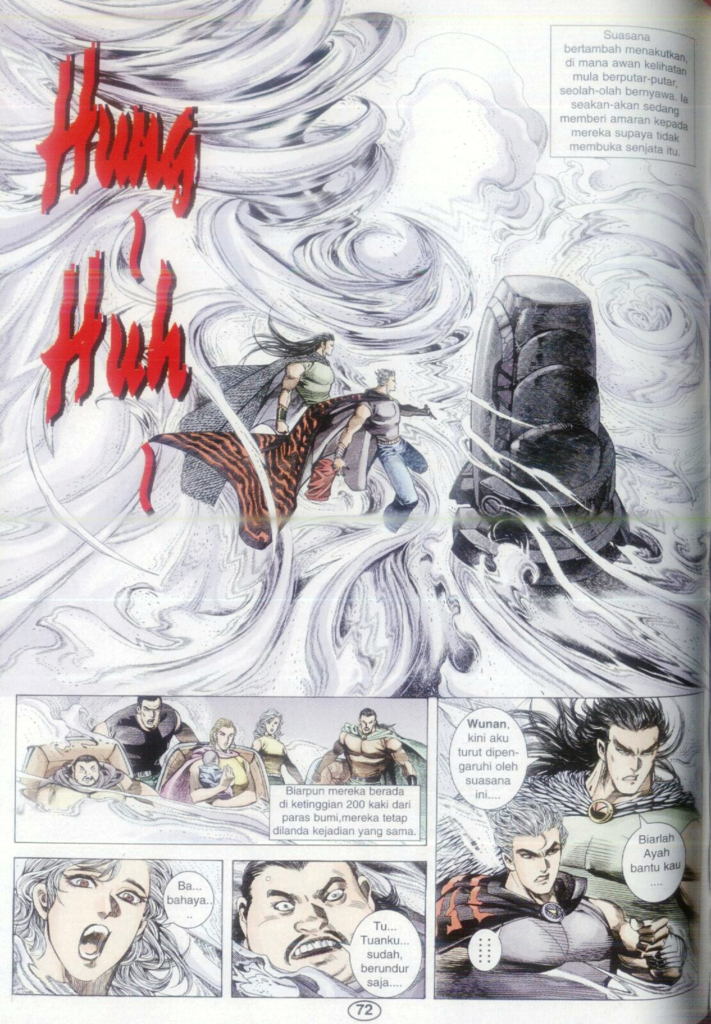 Suasana
bertambah menakutkan,
di mana awan kelihatan
mula berputar-putar,
seolah-olah bernyawa. Ia
seakan-akan sedang
memberi amaran kepada
mereka supaya tidak
membuka senjata itu.
Hung
~
Huh
~
Biarpun mereka berada
di ketinggian 200 kaki dari
paras bumi,mereka tetap
dilanda kejadian yang sama.
Wunan,
kini aku
turut dipen-
garuhi oleh
suasana
ini....
Biarlah
Ayah
bantu kau
....
Ba...
bahaya..
..
Tu...
Tuanku...
sudah,
berundur
saja....
72